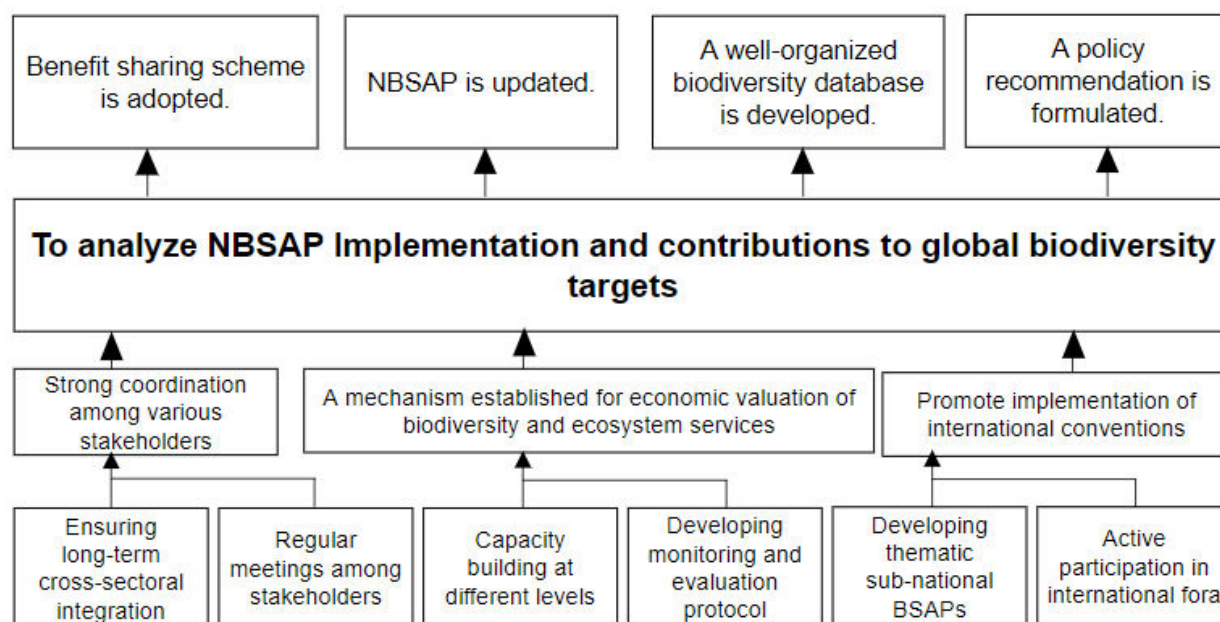 Benefit sharing scheme
is adopted.
NBSAP is updated.
A well-organized
biodiversity database
is developed.
A policy
recommendation is
formulated.
To analyze NBSAP Implementation and contributions to global biodiversity
targets
Strong coordination
among various
stakeholders
A mechanism established for economic valuation of
biodiversity and ecosystem services
Promote implementation of
international conventions
Ensuring
long-term
cross-sectoral
integration
Regular
meetings among
stakeholders
Capacity
building at
different levels
Developing
monitoring and
evaluation
protocol
Developing
thematic
sub-national
BSAPs
Active
participation in
international fora